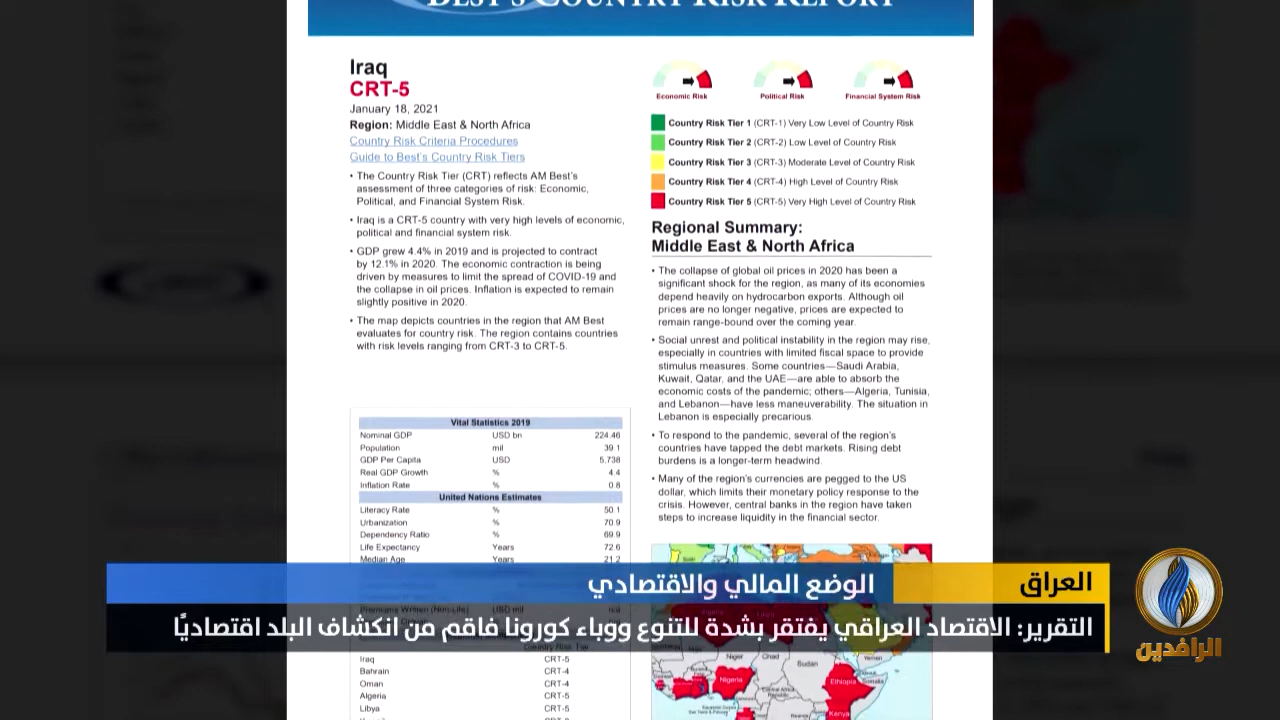 BEST'S COUNTRY RISK REPORT
Iraq
CRT-5
January 18, 2021
Region: Middle East & North Africa
Country Risk Criteria Procedures
Guide to Best's Country Risk Tiers
• The Country Risk Tier (CRT) reflects AM Best's
assessment of three categories of risk: Economic,
Political, and Financial System Risk.
• Iraq is a CRT-5 country with very high levels of economic,
political and financial system risk.
• GDP grew 4.4% in 2019 and is projected to contract
by 12.1% in 2020. The economic contraction is being
driven by measures to limit the spread of COVID-19 and
the collapse in oil prices. Inflation is expected to remain
slightly positive in 2020.
• The map depicts countries in the region that AM Best
evaluates for country risk. The region contains countries
with risk levels ranging from CRT-3 to CRT-5.
Vital Statistics 2019
Nominal GDP USD bn 224.46
Population mil 39.1
GDP Per Capita USD 5,738
Real GDP Growth % 4.4
Inflation Rate % 0.8
United Nations Estimates
Literacy Rate % 50.1
Urbanization % 70.9
Dependency Ratio % 69.9
Life Expectancy Years 72.6
Median Age Years 21.2
Premiums Written (Non-Life) USD mil
Country Risk Tier
Iraq CRT-5
Bahrain CRT-4
Oman CRT-4
Algeria CRT-5
Libya CRT-5
Economic Risk Political Risk Financial System Risk
Country Risk Tier 1 (CRT-1) Very Low Level of Country Risk
Country Risk Tier 2 (CRT-2) Low Level of Country Risk
Country Risk Tier 3 (CRT-3) Moderate Level of Country Risk
Country Risk Tier 4 (CRT-4) High Level of Country Risk
Country Risk Tier 5 (CRT-5) Very High Level of Country Risk
Regional Summary:
Middle East & North Africa
• The collapse of global oil prices in 2020 has been a
significant shock for the region, as many of its economies
depend heavily on hydrocarbon exports. Although oil
prices are no longer negative, prices are expected to
remain range-bound over the coming year.
• Social unrest and political instability in the region may rise,
especially in countries with limited fiscal space to provide
stimulus measures. Some countries—Saudi Arabia,
Kuwait, Qatar, and the UAE—are able to absorb the
economic costs of the pandemic; others—Algeria, Tunisia,
and Lebanon—have less maneuverability. The situation in
Lebanon is especially precarious.
• To respond to the pandemic, several of the region's
countries have tapped the debt markets. Rising debt
burdens is a longer-term headwind.
• Many of the region's currencies are pegged to the US
dollar, which limits their monetary policy response to the
crisis. However, central banks in the region have taken
steps to increase liquidity in the financial sector.
Niger
Chad
Sudan
Yemen
Nigeria
Central Africa Republic
Ethiopia
Somalia
Kenya
العراق
الوضع المالي والاقتصادي
التقرير: الاقتصاد العراقي يفتقر بشدة للتنوع ووباء كورونا فاقم من انكشاف البلد اقتصاديًا
الرافدين